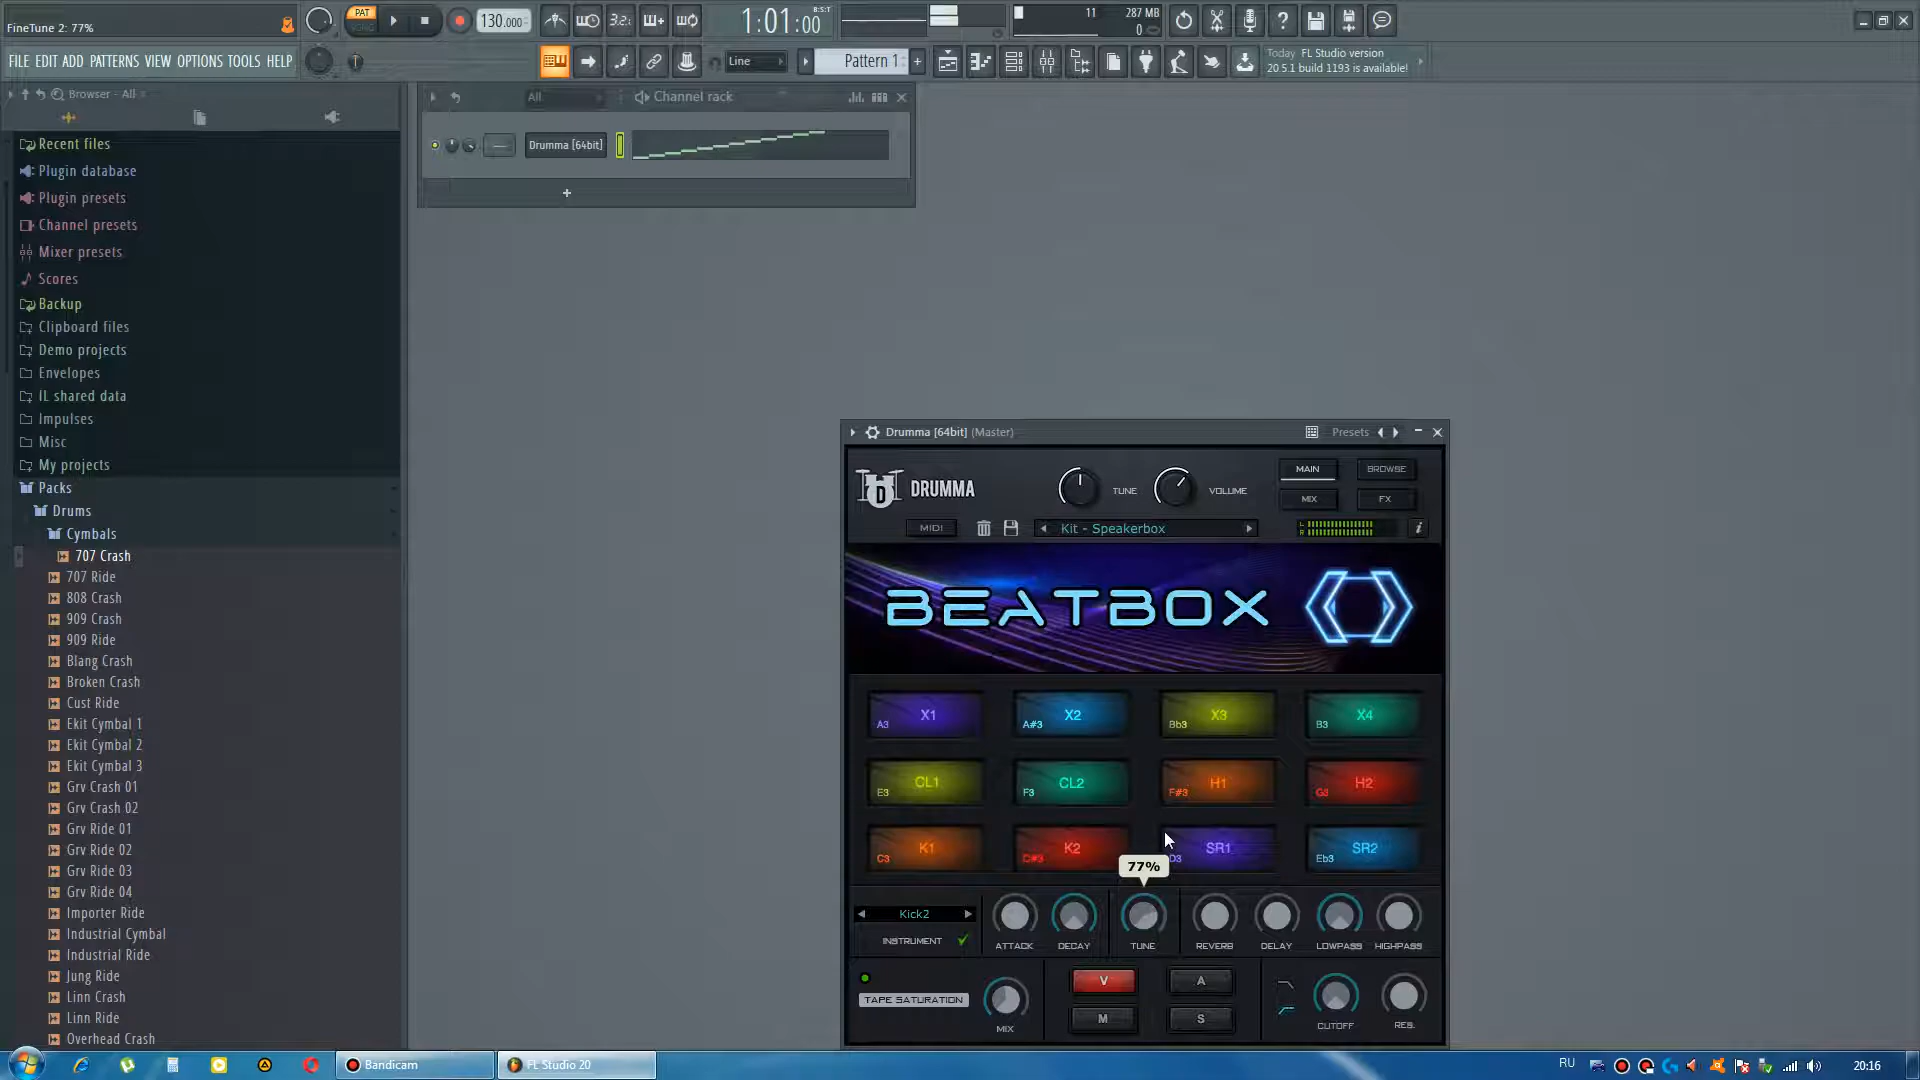 FineTune 2: 77%
PAT
130.000
3.2
1:01:00
B:S:T
11
287 MB
0
FILE EDIT ADD PATTERNS VIEW OPTIONS TOOLS HELP
Line
Pattern 1
Today FL Studio version
20.5.1 build 1193 is available!
Browser - All
All
Channel rack
Drumma [64bit]
Recent files
Plugin database
Plugin presets
Channel presets
Mixer presets
Scores
Backup
Clipboard files
Demo projects
Envelopes
IL shared data
Impulses
Misc
My projects
Packs
Drums
Cymbals
707 Crash
707 Ride
808 Crash
909 Crash
909 Ride
Blang Crash
Broken Crash
Cust Ride
Ekit Cymbal 1
Ekit Cymbal 2
Ekit Cymbal 3
Grv Crash 01
Grv Crash 02
Grv Ride 01
Grv Ride 02
Grv Ride 03
Grv Ride 04
Importer Ride
Industrial Cymbal
Industrial Ride
Jung Ride
Linn Crash
Linn Ride
Overhead Crash
Drumma [64bit] (Master)
Presets
D DRUMMA
TUNE
VOLUME
MAIN
BROWSE
MIX
FX
MIDI
Kit - Speakerbox
L
R
i
BEATBOX
A3 X1
A#3 X2
Bb3 X3
B3 X4
E3 CL1
F3 CL2
F#3 H1
G3 H2
C3 K1
C#3 K2
D3 SR1
Eb3 SR2
77%
Kick2
INSTRUMENT
ATTACK
DECAY
TUNE
REVERB
DELAY
LOWPASS
HIGHPASS
TAPE SATURATION
MIX
V
A
M
S
CUTOFF
RES.
Bandicam
FL Studio 20
RU
20:16